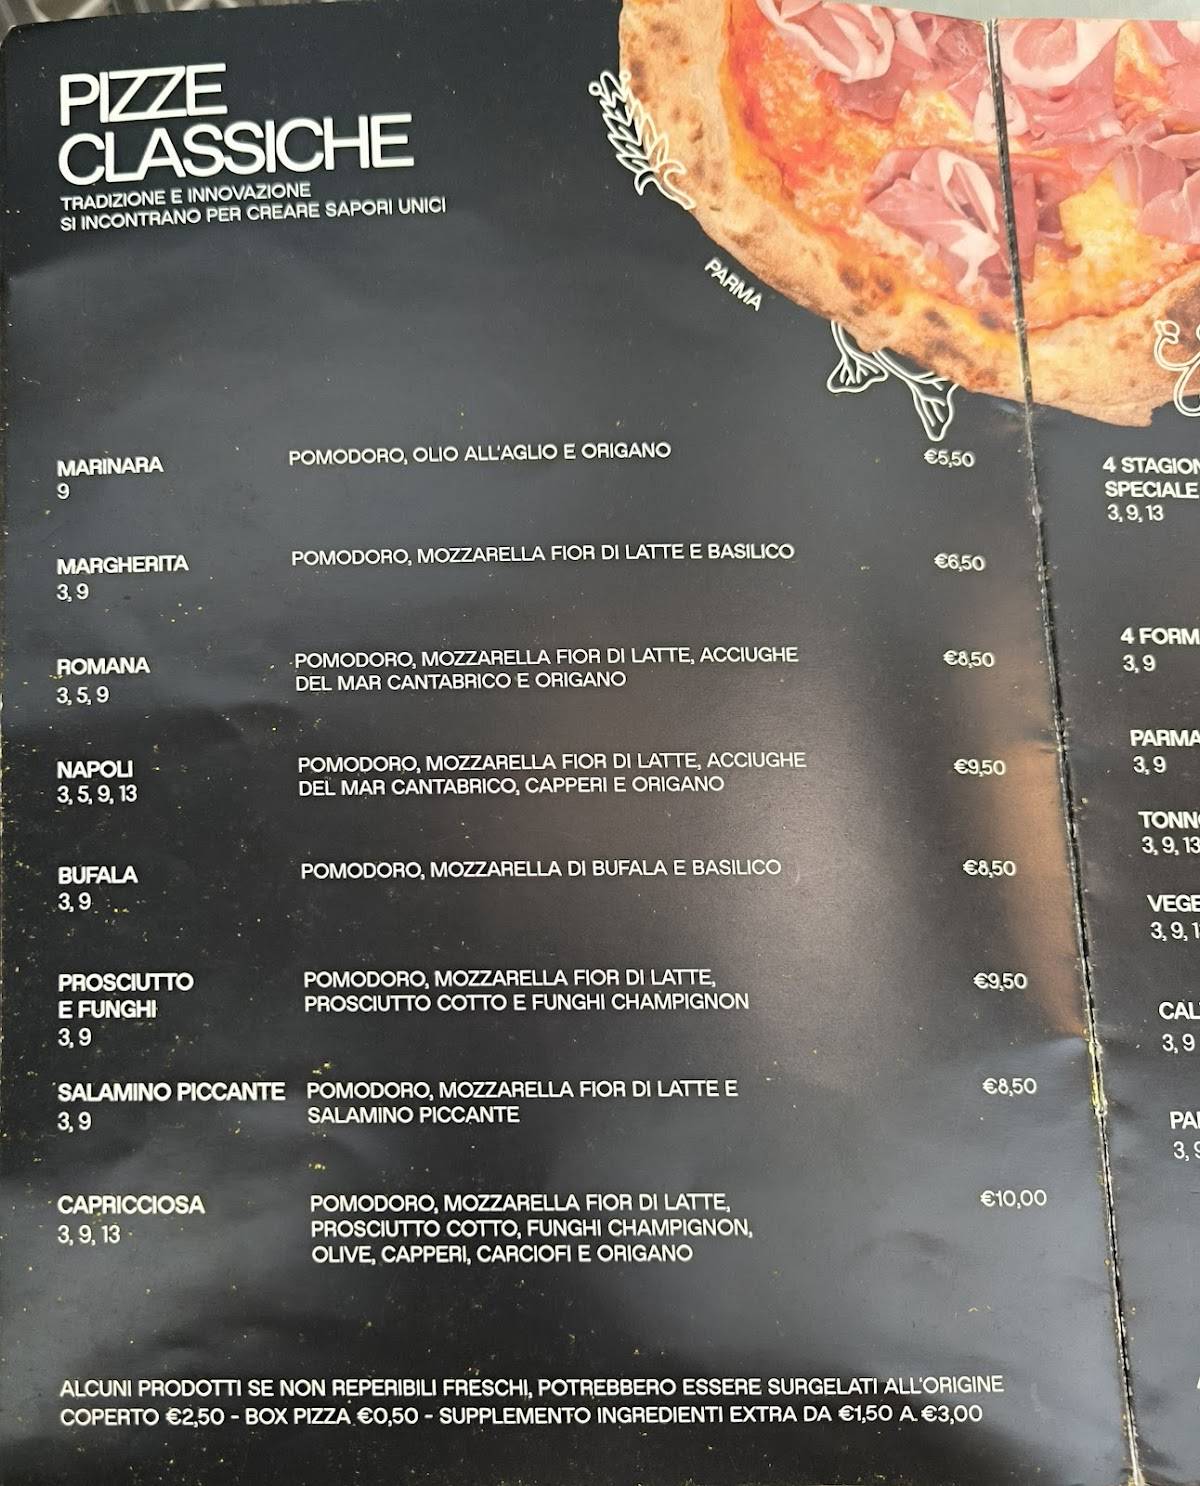 PIZZE
CLASSICHE
TRADIZIONE E INNOVAZIONE
SI INCONTRANO PER CREARE SAPORI UNICI
PARMA
MARINARA
9
POMODORO, OLIO ALL'AGLIO E ORIGANO
€5,50
MARGHERITA
3, 9
POMODORO, MOZZARELLA FIOR DI LATTE E BASILICO
€6,50
ROMANA
3, 5, 9
POMODORO, MOZZARELLA FIOR DI LATTE, ACCIUGHE
DEL MAR CANTABRICO E ORIGANO
€8,50
NAPOLI
3, 5, 9, 13
POMODORO, MOZZARELLA FIOR DI LATTE, ACCIUGHE
DEL MAR CANTABRICO, CAPPERI E ORIGANO
€9,50
BUFALA
3, 9
POMODORO, MOZZARELLA DI BUFALA E BASILICO
€8,50
PROSCIUTTO
E FUNGHI
3, 9
POMODORO, MOZZARELLA FIOR DI LATTE,
PROSCIUTTO COTTO E FUNGHI CHAMPIGNON
€9,50
SALAMINO PICCANTE
3, 9
POMODORO, MOZZARELLA FIOR DI LATTE E
SALAMINO PICCANTE
€8,50
CAPRICCIOSA
3, 9, 13
POMODORO, MOZZARELLA FIOR DI LATTE,
PROSCIUTTO COTTO, FUNGHI CHAMPIGNON,
OLIVE, CAPPERI, CARCIOFI E ORIGANO
€10,00
ALCUNI PRODOTTI SE NON REPERIBILI FRESCHI, POTREBBERO ESSERE SURGELATI ALL'ORIGINE
COPERTO €2,50 - BOX PIZZA €0,50 - SUPPLEMENTO INGREDIENTI EXTRA DA €1,50 A €3,00
4
SPECIALE
3, 9, 13
4
3, 9
PARMA
3, 9
3, 9, 13
3, 9